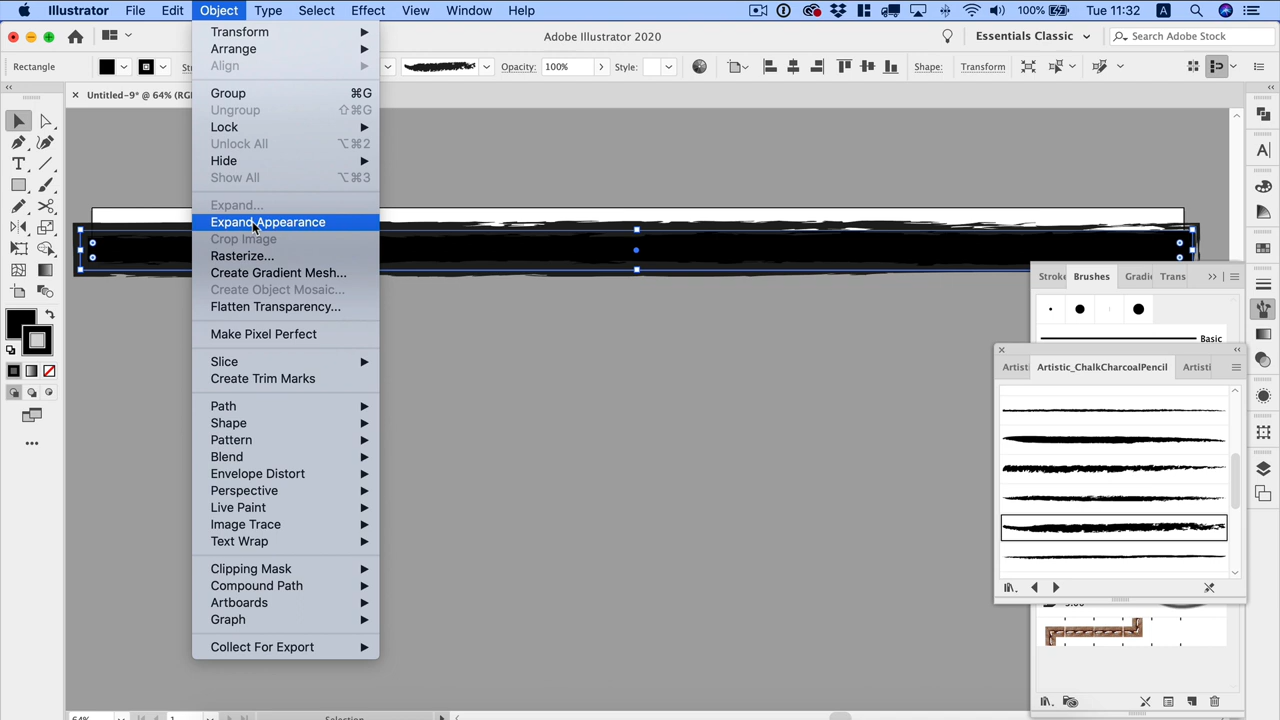 Illustrator File Edit Object Type Select Effect View Window Help 100% Tue 11:32
Adobe Illustrator 2020 Essentials Classic Search Adobe Stock
Rectangle Opacity: 100% Style: Shape: Transform
Untitled-9* @ 64%
Transform
Arrange
Align
Group ⌘G
Ungroup ⇧⌘G
Lock
Unlock All ⌥⌘2
Hide
Show All ⌥⌘3
Expand...
Expand Appearance
Crop Image
Rasterize...
Create Gradient Mesh...
Create Object Mosaic...
Flatten Transparency...
Make Pixel Perfect
Slice
Create Trim Marks
Path
Shape
Pattern
Blend
Envelope Distort
Perspective
Live Paint
Image Trace
Text Wrap
Clipping Mask
Compound Path
Artboards
Graph
Collect For Export
Stroke Brushes Gradi Trans
Basic
Artist Artistic_ChalkCharcoalPencil Artisti
64% 1 Selection